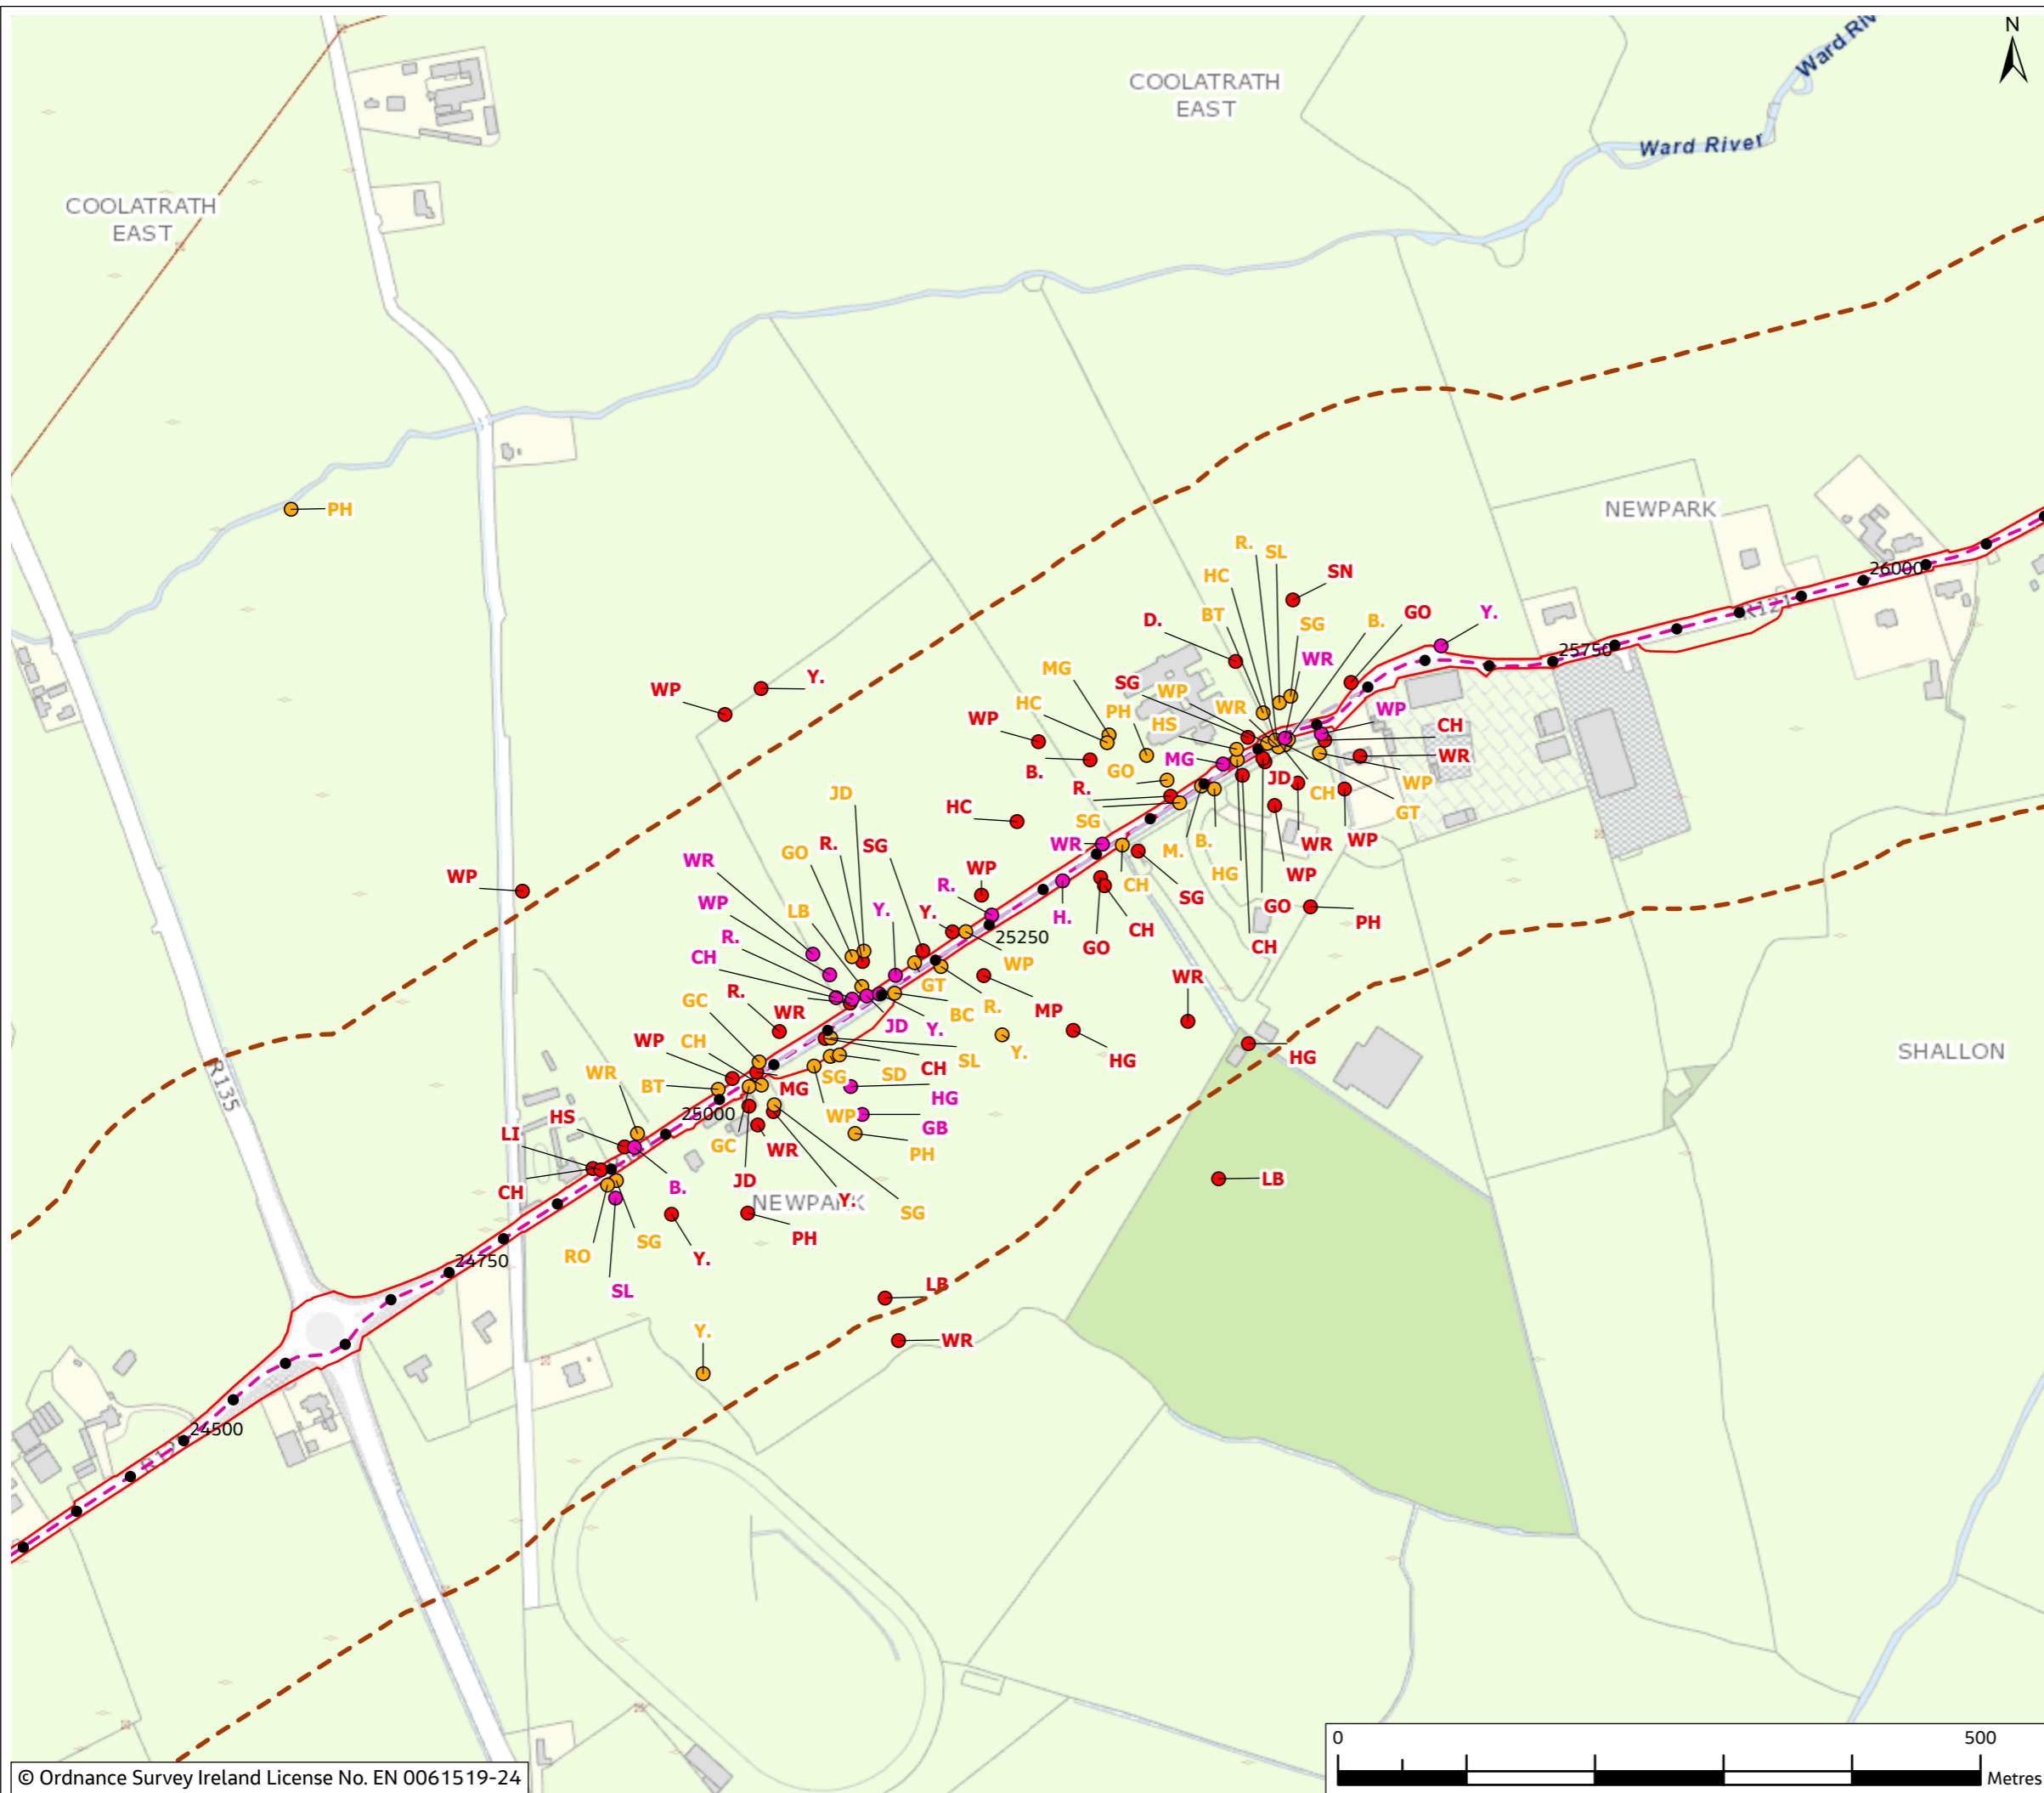 N
Ward Riv
COOLATRATH
EAST
Ward River
COOLATRATH
EAST
PH
NEWPARK
R.
SL
HC
SN
26000
BT
SG
B.
GO
Y.
R121
D.
WR
25750
MG
SG
WP
WP
Y.
HC
PH
WR
WP
WP
HS
CH
B.
MG
WR
GO
JD
WP
R.
CH
JD
HC
SG
GT
GO
R.
SG
WR
M.
B.
WR
WP
WR
WP
WP
HG
WP
WP
R.
CH
SG
LB
Y.
Y.
H.
GO
PH
R.
CH
GO
CH
25250
CH
WP
GT
WR
GC
R.
WR
MP
R.
BC
JD
Y.
WP
CH
Y.
HG
HG
SL
SHALLON
CH
WR
BT
SG
SD
R135
MG
HG
25000
WP
HS
GB
LI
GC
WR
PH
JD
LB
CH
B.
NEWPARK
Y.
SG
PH
SG
RO
Y.
24750
LB
SL
Y.
WR
24500
0
500
Metres
© Ordnance Survey Ireland License No. EN 0061519-24